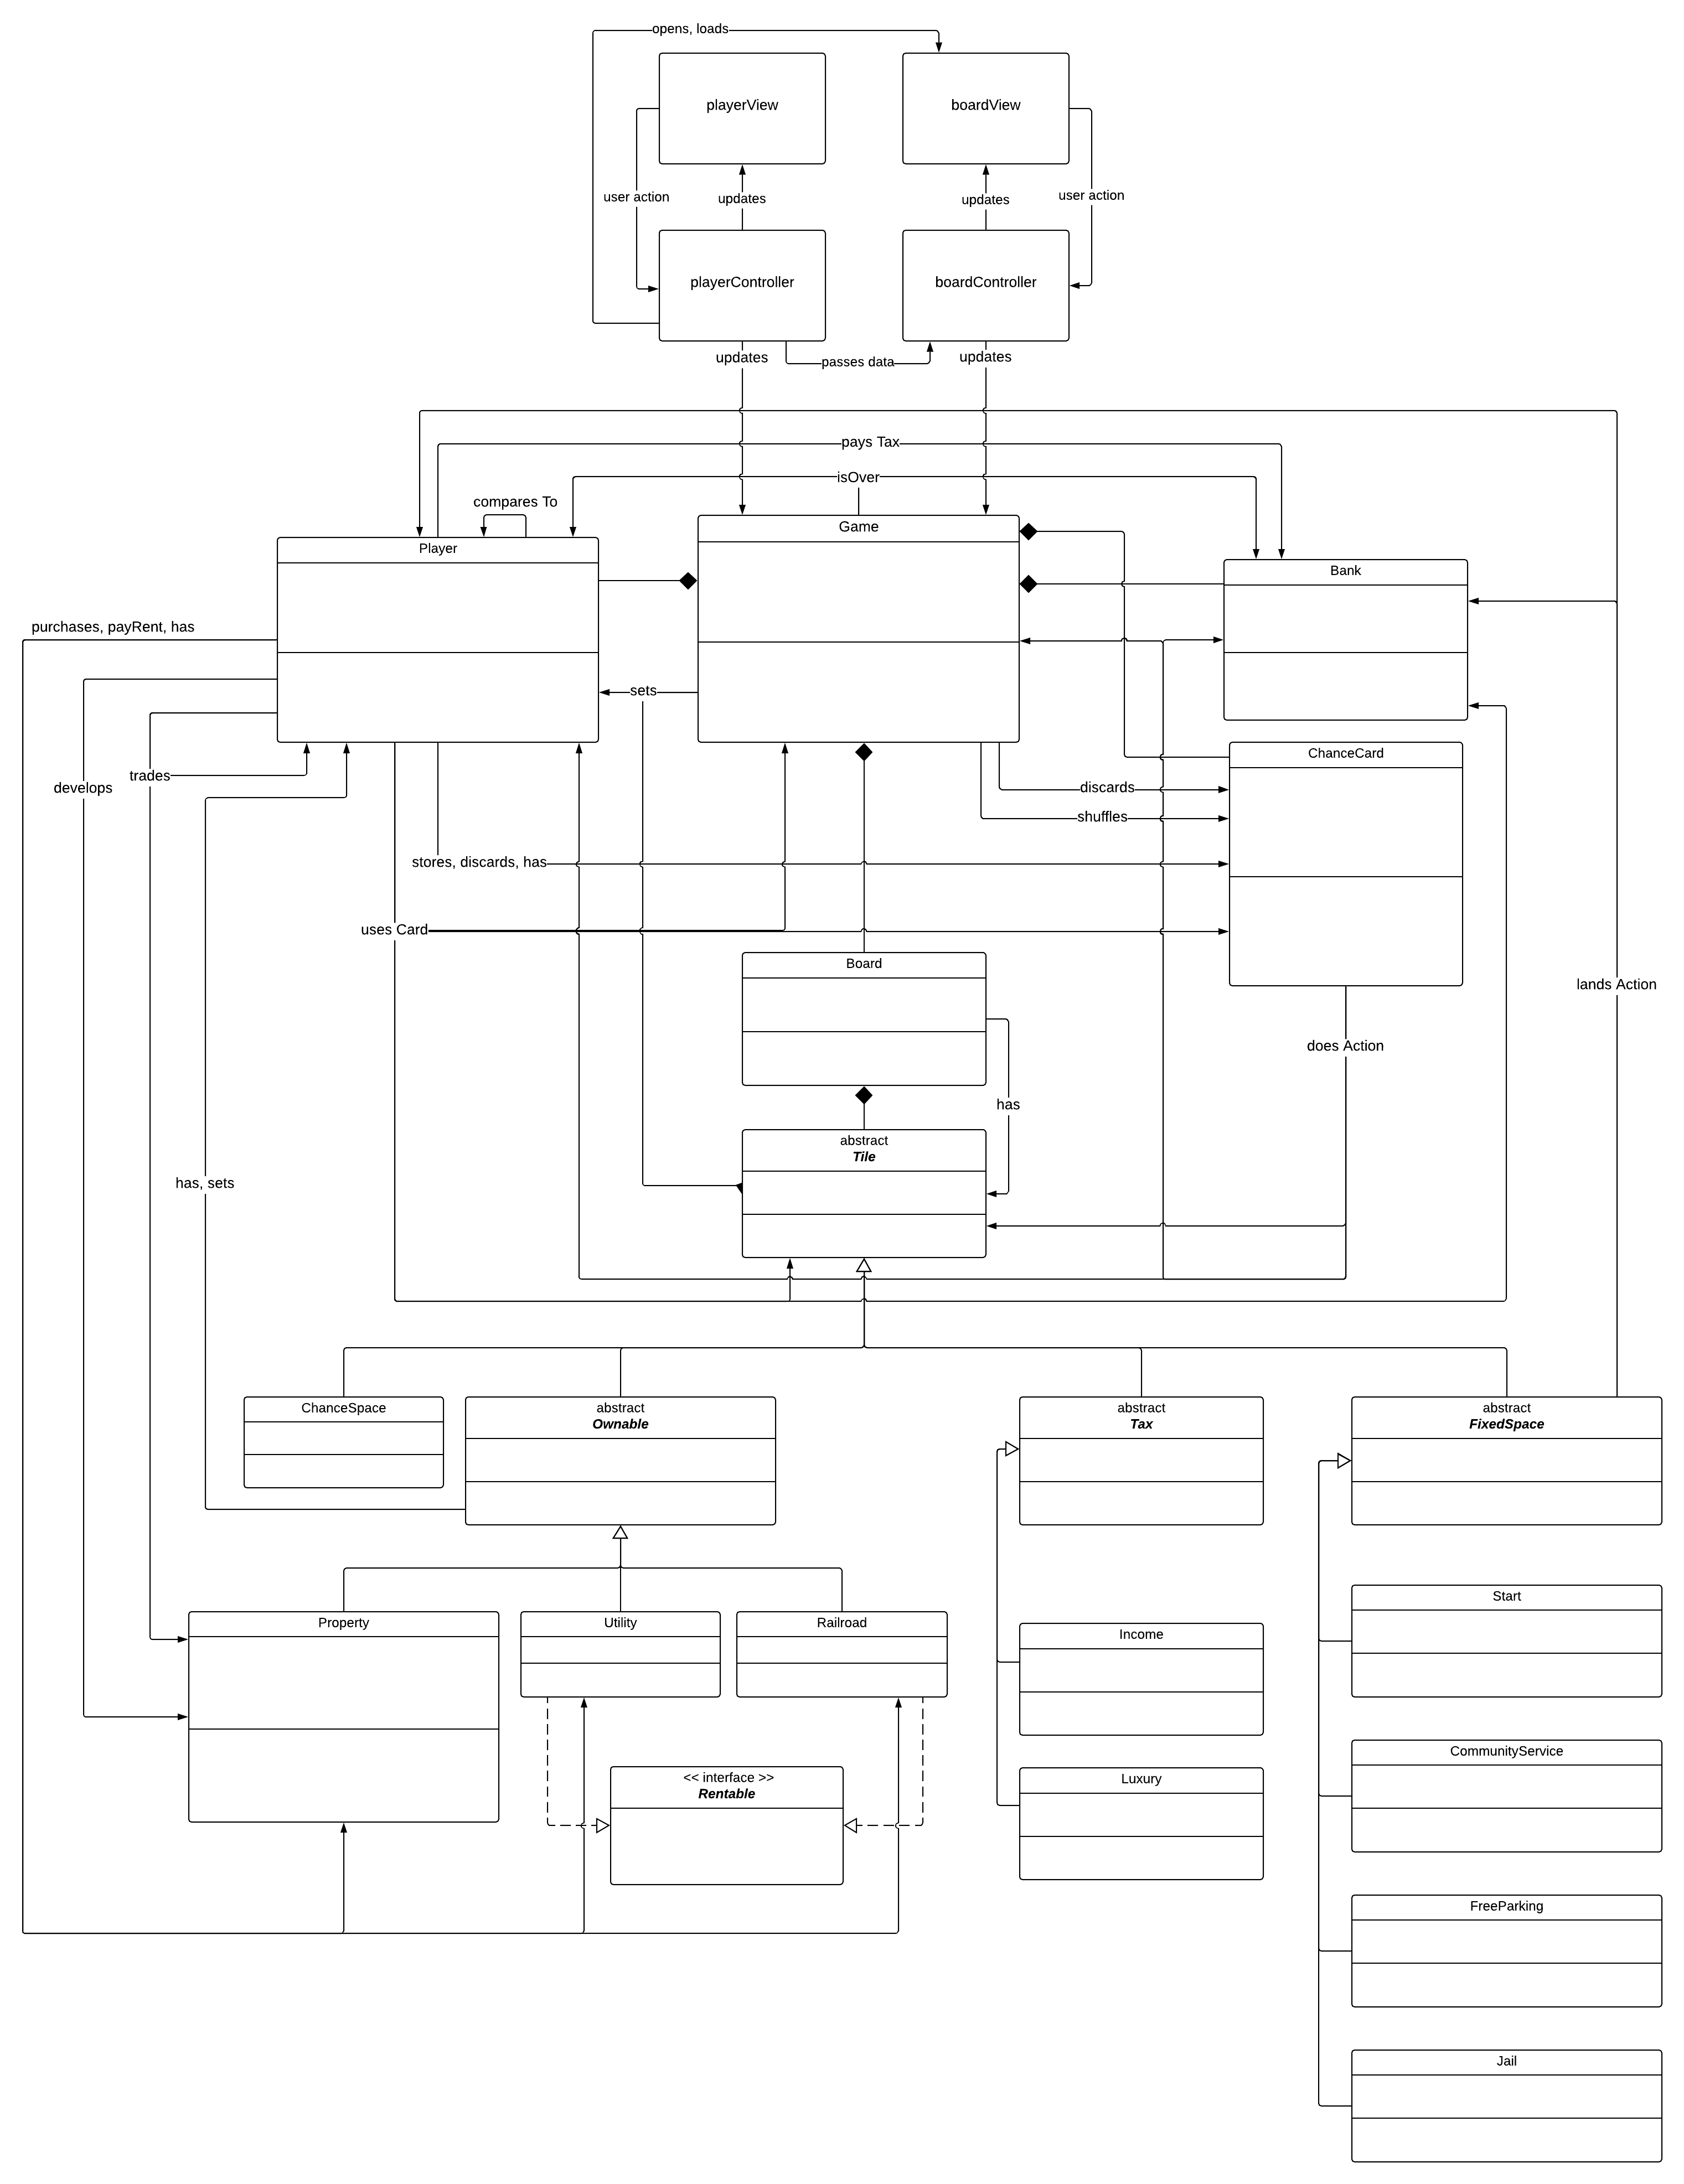 opens, loads
playerView
boardView
user action
updates
updates
user action
playerController
boardController
updates
passes data
updates
pays Tax
isOver
compares To
Game
Player
Bank
purchases, payRent, has
sets
ChanceCard
trades
develops
discards
shuffles
stores, discards, has
uses Card
Board
lands Action
does Action
has
abstract
Tile
has, sets
ChanceSpace
abstract
Ownable
abstract
Tax
abstract
FixedSpace
Start
Property
Utility
Railroad
Income
CommunityService
<< interface >>
Rentable
Luxury
FreeParking
Jail